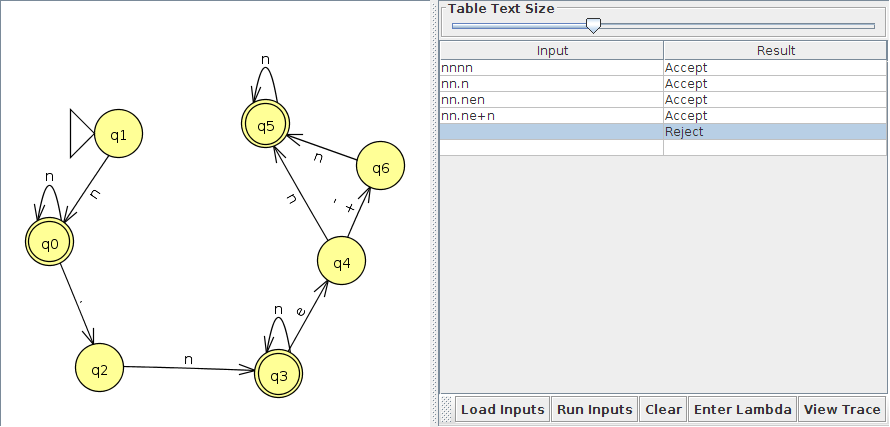 Table Text Size
Input Result
nnnn Accept
nn.n Accept
nn.nen Accept
nn.ne+n Accept
Reject
n
q5
q1
n
q6
n
n
n
-
+
q0
q4
.
e
n
n
q2
q3
Load Inputs Run Inputs Clear Enter Lambda View Trace